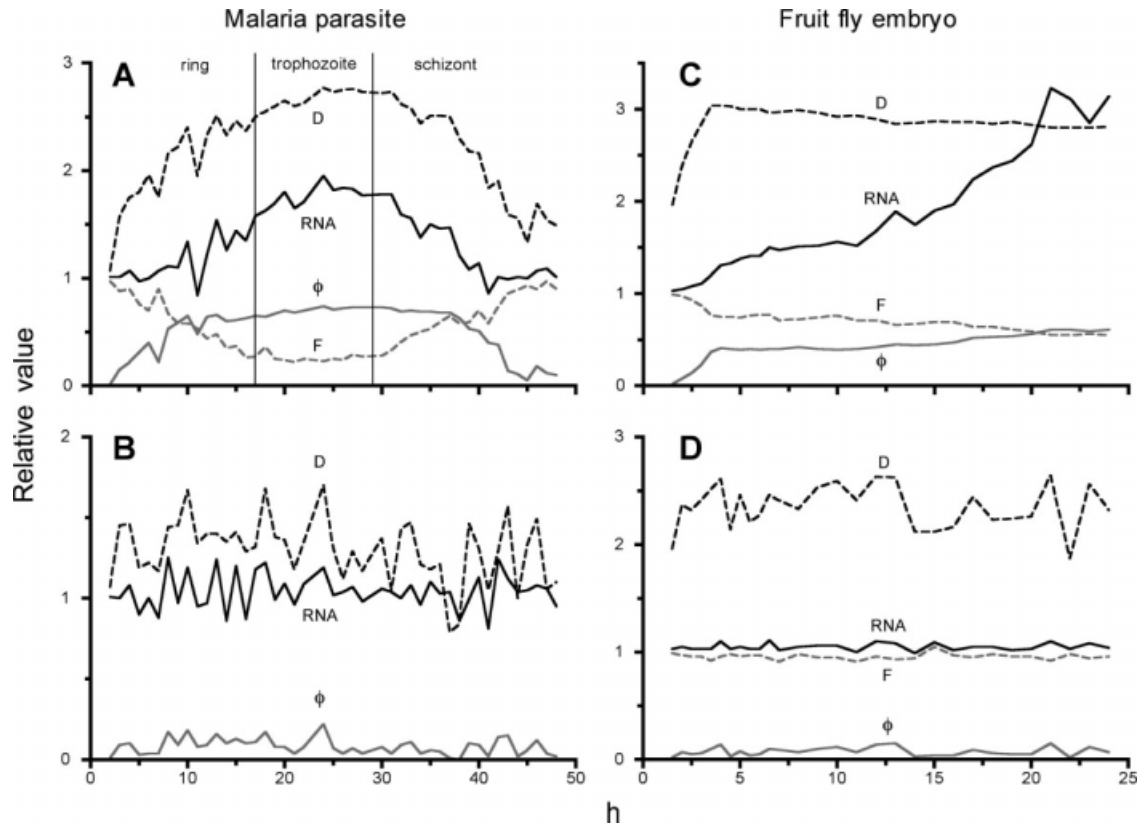 Malaria parasite Fruit fly embryo
A ring trophozoite schizont
3
2
1
0
D
RNA
ϕ
F
C
3
2
1
0
D
RNA
F
ϕ
Relative value
B
2
1
0
D
RNA
ϕ
0 10 20 30 40 50
D
3
2
1
0
D
RNA
F
ϕ
0 5 10 15 20 25
h